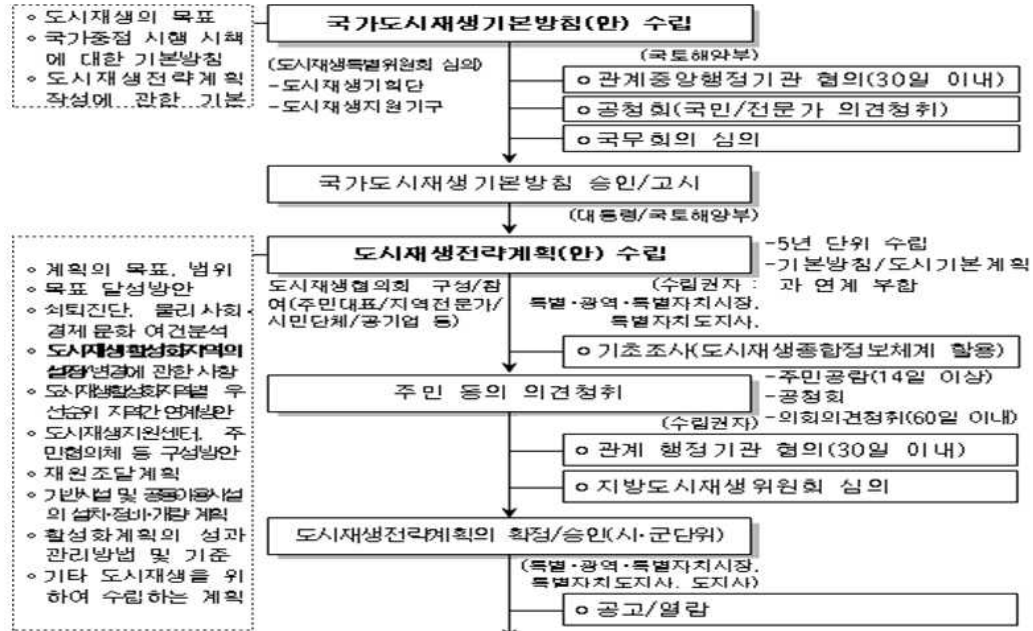 국가도시재생기본방침(안) 수립
∘ 도시재생의 목표
∘ 국가중점 시행 시책
에 대한 기본방침
∘ 도시재생전략계획
작성에 관한 기본
(국토해양부)
(도시재생특별위원회 심의)
-도시재생기획단
-도시재생지원기구
∘ 관계중앙행정기관 협의(30일 이내)
∘ 공청회(국민/전문가 의견청취)
∘ 국무회의 심의
국가도시재생기본방침 승인/고시
(대통령/국토해양부)
도시재생전략계획(안) 수립
-5년 단위 수립
-기본방침/도시기본계획
과 연계 부합
도시재생협의회 구성/참
여(주민대표/지역전문가/
시민단체/공기업 등)
(수립권자 :
특별·광역·특별자치시장,
특별자치도지사,
∘ 기초조사(도시재생종합정보체계 활용)
∘ 계획의 목표, 범위
∘ 목표 달성방안
∘ 쇠퇴진단, 물리 사회·
경제 문화 여건분석
∘ 도시재생활성화지역의
설정/변경에 관한 사항
∘ 도시재생활성화지역별 우
선순위 지역간 연계방안
∘ 도시재생지원센터, 주
민협의체 등 구성방안
∘ 재원조달계획
∘ 기반시설 및 공동이용시설
의 설치·정비·개량 계획
∘ 활성화계획의 성과
관리방법 및 기준
∘ 기타 도시재생을 위
하여 수립하는 계획
주민 등의 의견청취
-주민공람(14일 이상)
-공청회
-의회의견청취(60일 이내)
(수립권자)
∘ 관계 행정기관 협의(30일 이내)
∘ 지방도시재생위원회 심의
도시재생전략계획의 확정/승인(시·군단위)
(특별·광역·특별자치시장,
특별자치도지사, 도지사)
∘ 공고/열람